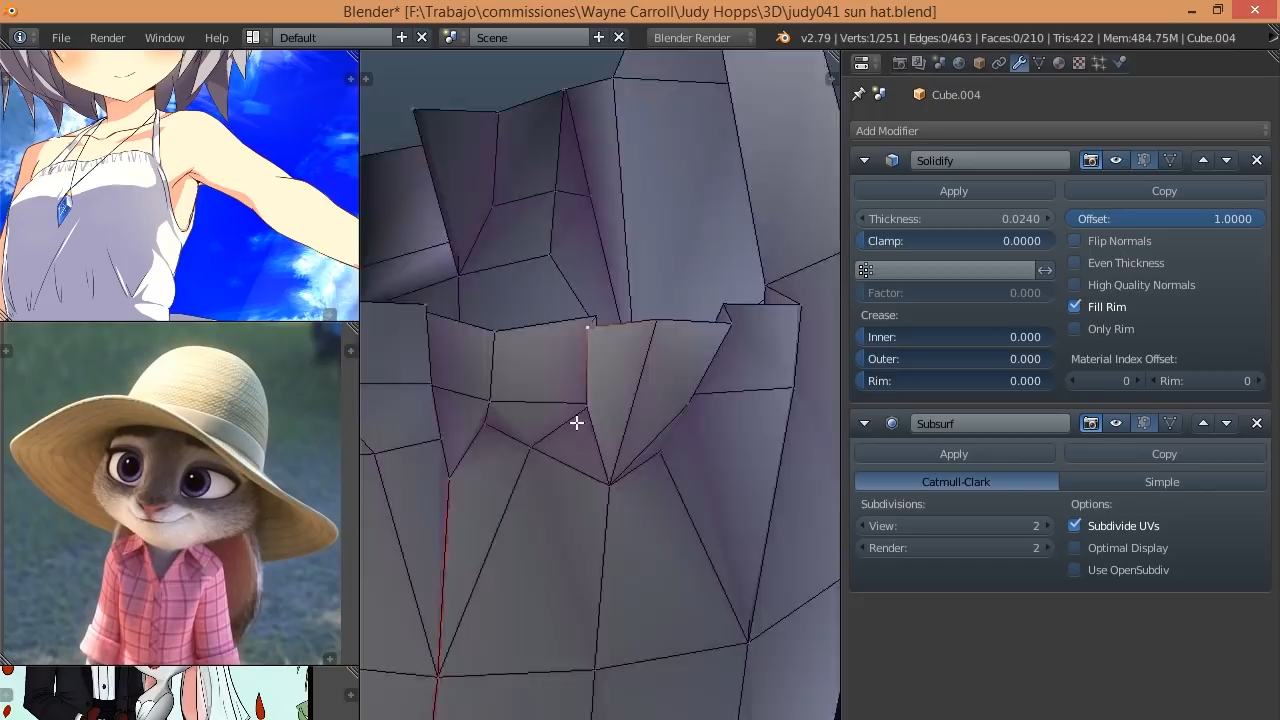 Blender* [F:\Trabajo\commissiones\Wayne Carroll\Judy Hopps\3D\judy041 sun hat.blend]
File Render Window Help Default Scene Blender Render v2.79 | Verts:1/251 | Edges:0/463 | Faces:0/210 | Tris:422 | Mem:484.75M | Cube.004
Cube.004
Add Modifier
Solidify
Apply Copy
Thickness: 0.0240 Offset: 1.0000
Clamp: 0.0000 Flip Normals
Even Thickness
High Quality Normals
Factor: 0.000 Fill Rim
Crease: Only Rim
Inner: 0.000
Outer: 0.000 Material Index Offset:
Rim: 0.000 0 Rim: 0
Subsurf
Apply Copy
Catmull-Clark Simple
Subdivisions: Options:
View: 2 Subdivide UVs
Render: 2 Optimal Display
Use OpenSubdiv